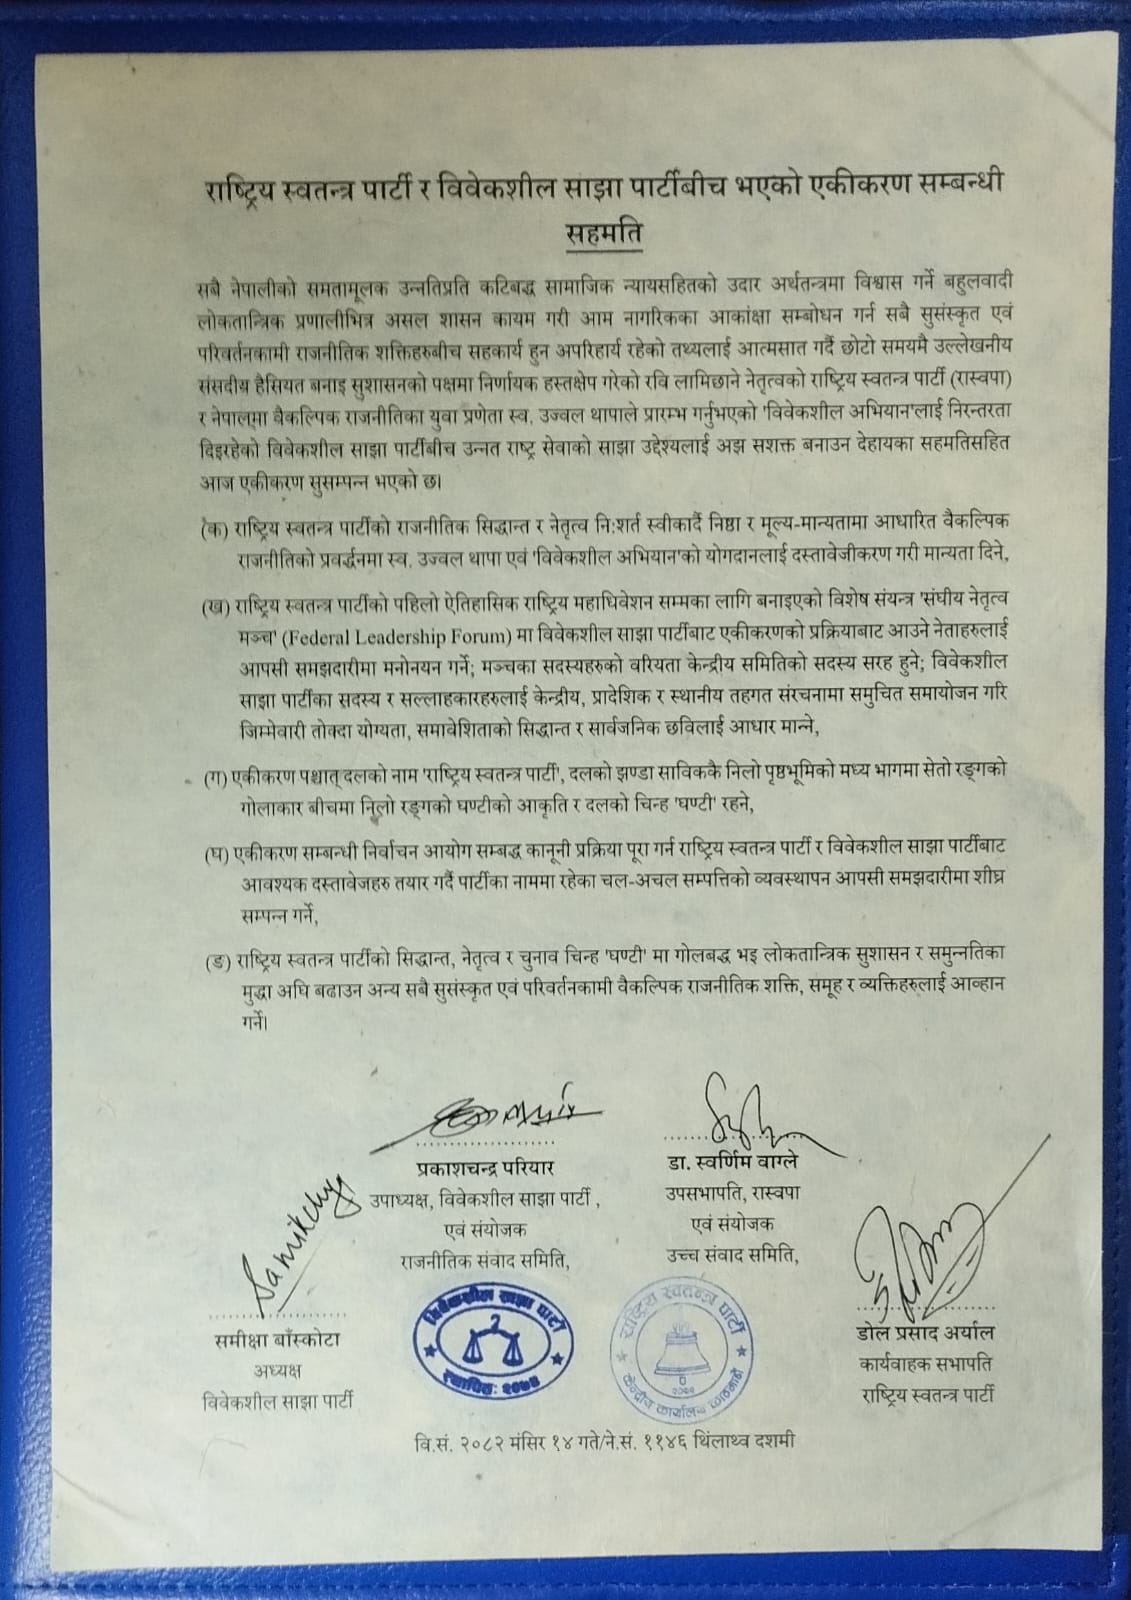 राष्ट्रिय स्वतन्त्र पार्टी र विवेकशील साझा पार्टीबीच भएको एकीकरण सम्बन्धी
सहमति
सबै नेपालीको समतामूलक उन्नतिप्रति कटिबद्ध सामाजिक न्यायसहितको उदार अर्थतन्त्रमा विश्वास गर्ने बहुलवादी
लोकतान्त्रिक प्रणालीभित्र असल शासन कायम गरी आम नागरिकका आकांक्षा सम्बोधन गर्न सबै सुसंस्कृत एवं
परिवर्तनकामी राजनीतिक शक्तिहरुबीच सहकार्य हुन अपरिहार्य रहेको तथ्यलाई आत्मसात गर्दै छोटो समयमै उल्लेखनीय
संसदीय हैसियत बनाइ सुशासनको पक्षमा निर्णायक हस्तक्षेप गरेको रवि लामिछाने नेतृत्वको राष्ट्रिय स्वतन्त्र पार्टी (रास्वपा)
र नेपालमा वैकल्पिक राजनीतिका युवा प्रणेता स्व. उज्वल थापाले प्रारम्भ गर्नुभएको 'विवेकशील अभियान'लाई निरन्तरता
दिइरहेको विवेकशील साझा पार्टीबीच उन्नत राष्ट्र सेवाको साझा उद्देश्यलाई अझ सशक्त बनाउन देहायका सहमतिसहित
आज एकीकरण सुसम्पन्न भएको छ।
(क) राष्ट्रिय स्वतन्त्र पार्टीको राजनीतिक सिद्धान्त र नेतृत्व नि:शर्त स्वीकार्दै निष्ठा र मूल्य-मान्यतामा आधारित वैकल्पिक
राजनीतिको प्रवर्द्धनमा स्व. उज्वल थापा एवं 'विवेकशील अभियान'को योगदानलाई दस्तावेजीकरण गरी मान्यता दिने,
(ख) राष्ट्रिय स्वतन्त्र पार्टीको पहिलो ऐतिहासिक राष्ट्रिय महाधिवेशन सम्मका लागि बनाइएको विशेष संयन्त्र 'संघीय नेतृत्व
मञ्च' (Federal Leadership Forum) मा विवेकशील साझा पार्टीबाट एकीकरणको प्रक्रियाबाट आउने नेताहरुलाई
आपसी समझदारीमा मनोनयन गर्ने; मञ्चका सदस्यहरुको वरियता केन्द्रीय समितिको सदस्य सरह हुने; विवेकशील
साझा पार्टीका सदस्य र सल्लाहकारहरुलाई केन्द्रीय, प्रादेशिक र स्थानीय तहगत संरचनामा समुचित समायोजन गरि
जिम्मेवारी तोक्दा योग्यता, समावेशिताको सिद्धान्त र सार्वजनिक छविलाई आधार मान्ने,
(ग) एकीकरण पश्चात् दलको नाम 'राष्ट्रिय स्वतन्त्र पार्टी', दलको झण्डा साविककै निलो पृष्ठभूमिको मध्य भागमा सेतो रङ्गको
गोलाकार बीचमा निलो रङ्गको घण्टीको आकृति र दलको चिन्ह 'घण्टी' रहने,
(घ) एकीकरण सम्बन्धी निर्वाचन आयोग सम्बद्ध कानूनी प्रक्रिया पूरा गर्न राष्ट्रिय स्वतन्त्र पार्टी र विवेकशील साझा पार्टीबाट
आवश्यक दस्तावेजहरु तयार गर्दै पार्टीका नाममा रहेका चल-अचल सम्पत्तिको व्यवस्थापन आपसी समझदारीमा शीघ्र
सम्पन्न गर्ने,
(ङ) राष्ट्रिय स्वतन्त्र पार्टीको सिद्धान्त, नेतृत्व र चुनाव चिन्ह 'घण्टी' मा गोलबद्ध भइ लोकतान्त्रिक सुशासन र समुन्नतिका
मुद्धा अघि बढाउन अन्य सबै सुसंस्कृत एवं परिवर्तनकामी वैकल्पिक राजनीतिक शक्ति, समूह र व्यक्तिहरुलाई आव्हान
गर्ने।
प्रकाशचन्द्र परियार
उपाध्यक्ष, विवेकशील साझा पार्टी ,
एवं संयोजक
राजनीतिक संवाद समिति,
डा. स्वर्णिम वाग्ले
उपसभापति, रास्वपा
एवं संयोजक
उच्च संवाद समिति,
समीक्षा बाँस्कोटा
अध्यक्ष
विवेकशील साझा पार्टी
विवेकशील साझा पार्टी
राष्ट्रिय स्वतन्त्र पार्टी
केन्द्रीय कार्यालय काठमाडौं
डोल प्रसाद अर्याल
कार्यवाहक सभापति
राष्ट्रिय स्वतन्त्र पार्टी
वि.सं. २०८२ मंसिर १४ गते/ने.सं. ११४६ थिंलाथ्व दशमी